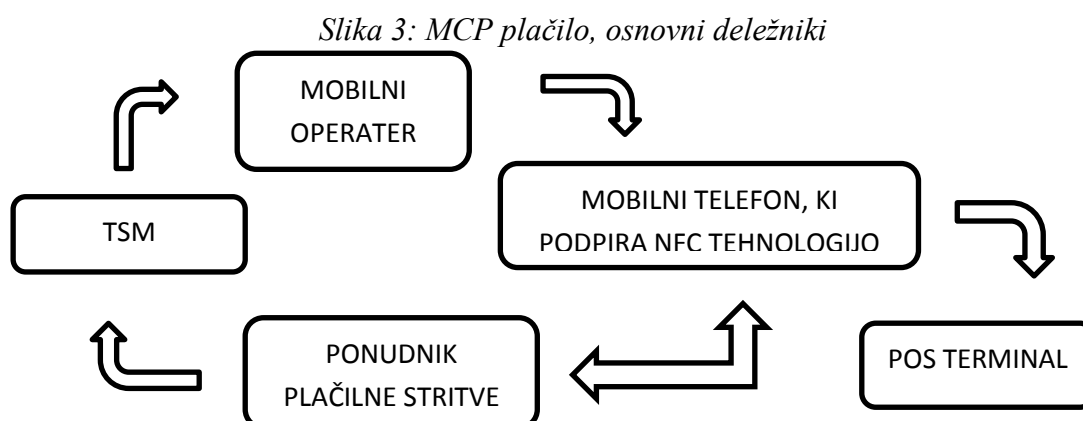 Slika 3: MCP plačilo, osnovni deležniki
MOBILNI
OPERATER
MOBILNI TELEFON, KI
PODPIRA NFC TEHNOLOGIJO
TSM
PONUDNIK
PLAČILNE STRITVE
POS TERMINAL